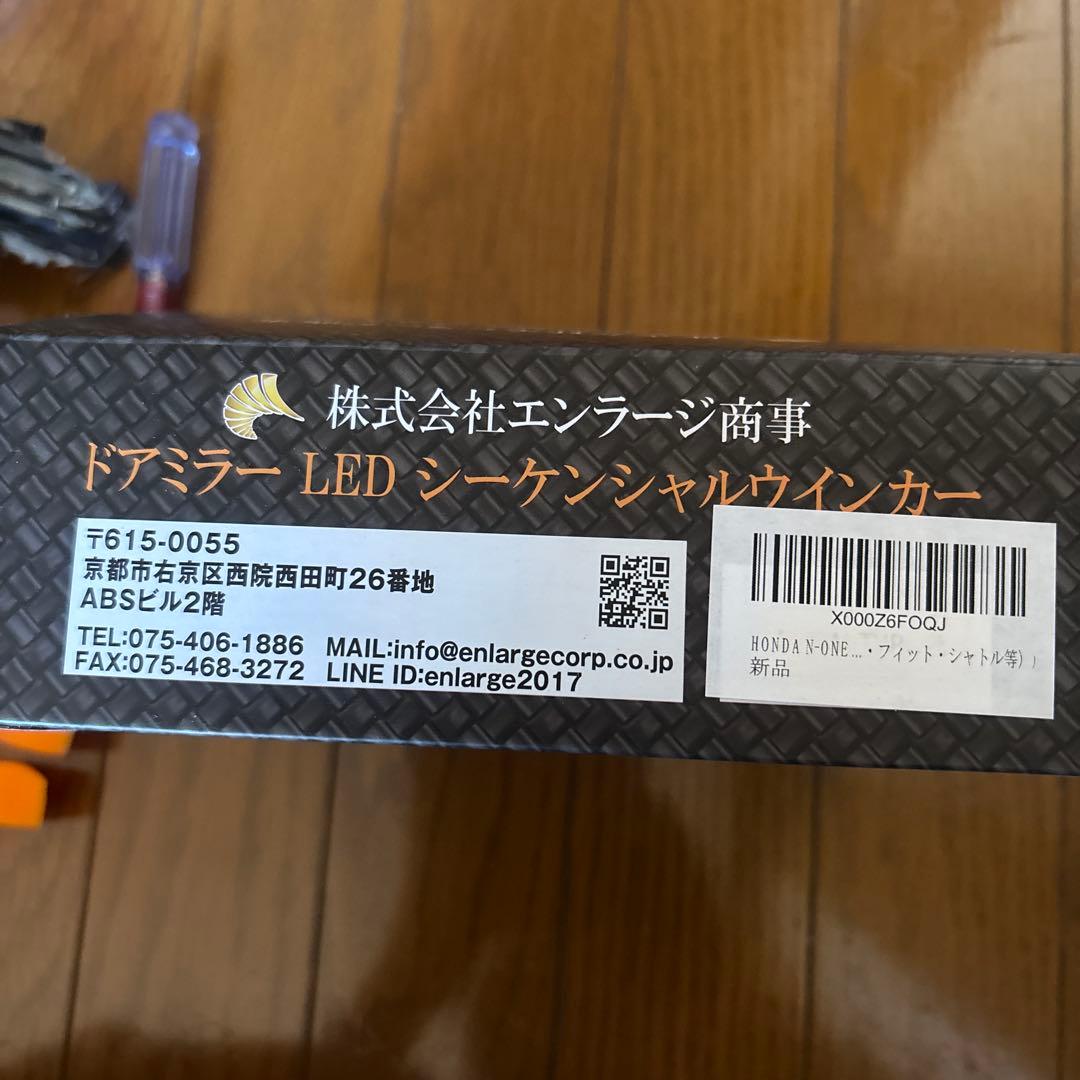 株式会社エンラージ商事
ドアミラー LED シーケンシャルウインカー
〒615-0055
京都市右京区西院西田町26番地
ABSビル2階
TEL:075-406-1886 MAIL:info@enlargecorp.co.jp
FAX:075-468-3272 LINE ID:enlarge2017
X000Z6FOQJ
HONDA N-ONE...・フィット・シャトル等) )
新品